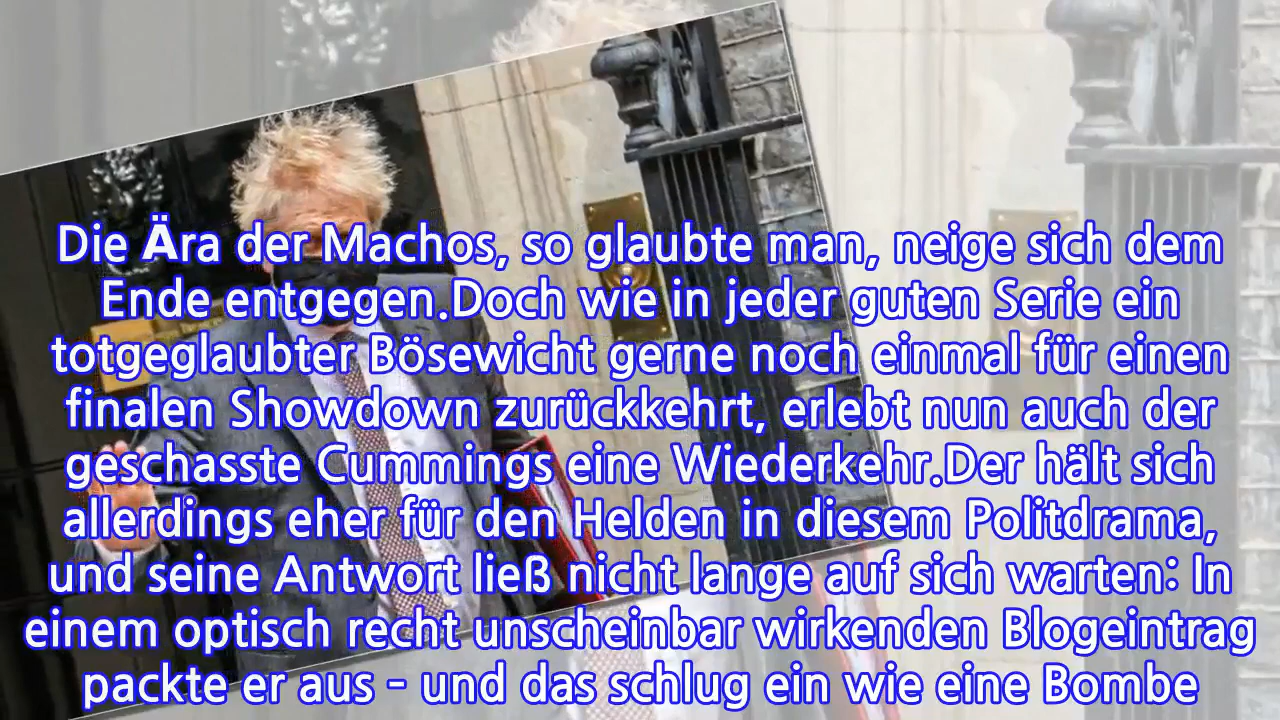 Die Ära der Machos, so glaubte man, neige sich dem
Ende entgegen.Doch wie in jeder guten Serie ein
totgeglaubter Bösewicht gerne noch einmal für einen
finalen Showdown zurückkehrt, erlebt nun auch der
geschasste Cummings eine Wiederkehr.Der hält sich
allerdings eher für den Helden in diesem Politdrama,
und seine Antwort ließ nicht lange auf sich warten: In
einem optisch recht unscheinbar wirkenden Blogeintrag
packte er aus - und das schlug ein wie eine Bombe